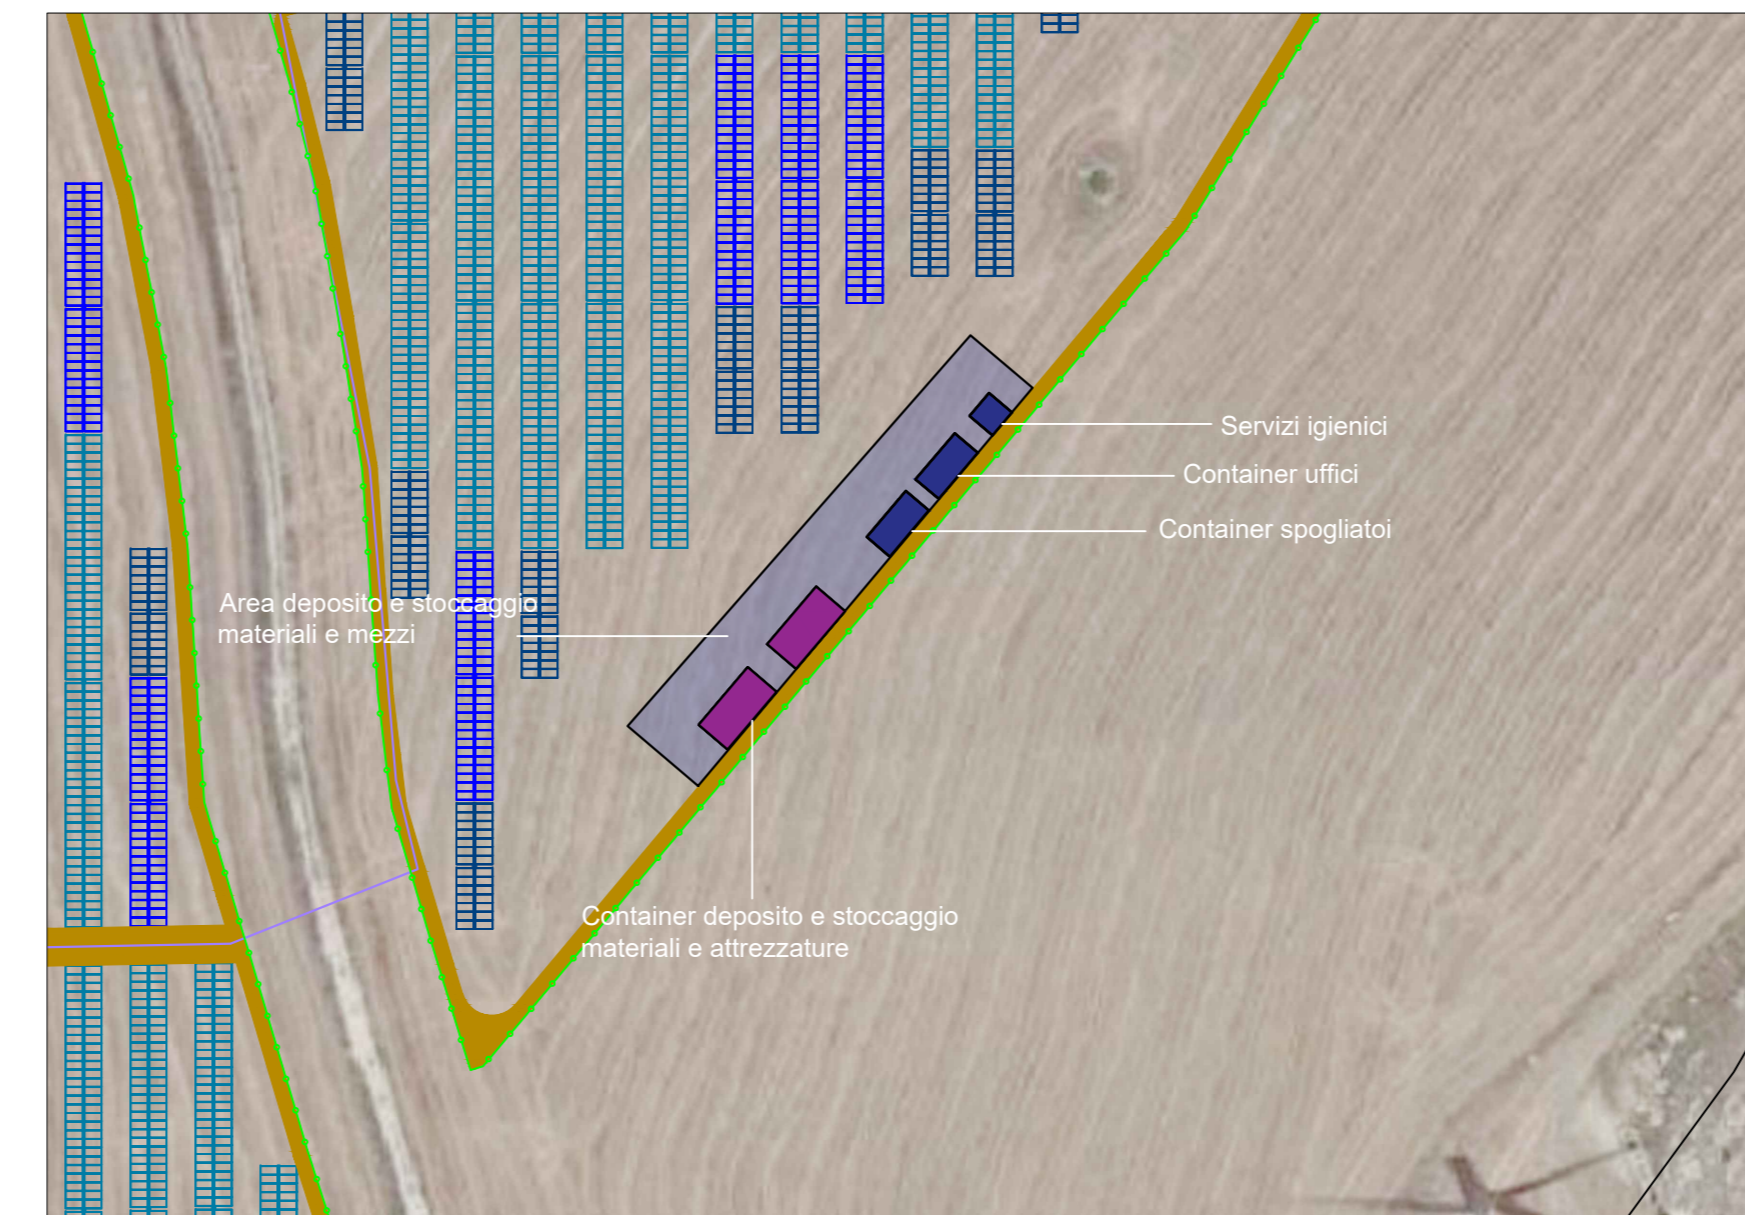 Servizi igienici
Container uffici
Container spogliatoi
Area deposito e stoccaggio
materiali e mezzi
Container deposito e stoccaggio
materiali e attrezzature